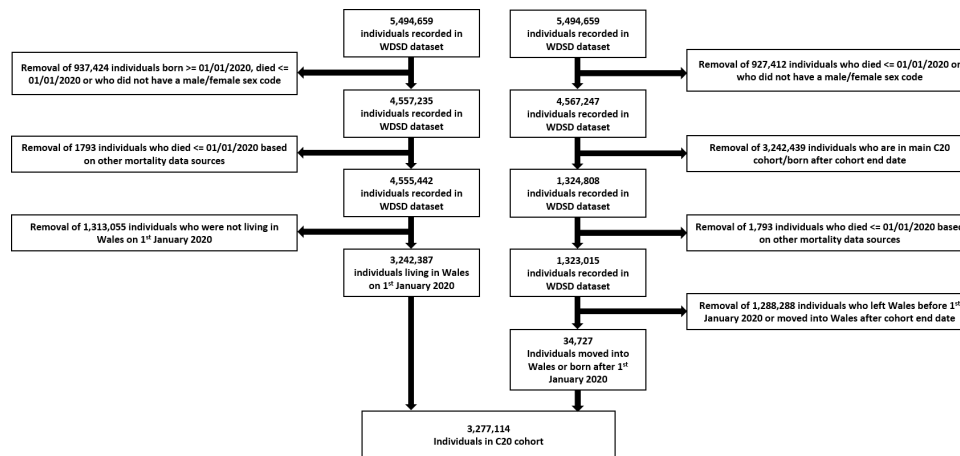 5,494,659
individuals recorded in
WDSD dataset
5,494,659
individuals recorded in
WDSD dataset
Removal of 937,424 individuals born >= 01/01/2020, died <=
01/01/2020 or who did not have a male/female sex code
Removal of 927,412 individuals who died <= 01/01/2020 or
who did not have a male/female sex code
4,557,235
individuals recorded in
WDSD dataset
4,567,247
individuals recorded in
WDSD dataset
Removal of 1793 individuals who died <= 01/01/2020 based
on other mortality data sources
Removal of 3,242,439 individuals who are in main C20
cohort/born after cohort end date
4,555,442
individuals recorded in
WDSD dataset
1,324,808
individuals recorded in
WDSD dataset
Removal of 1,313,055 individuals who were not living in
Wales on 1st January 2020
Removal of 1,793 individuals who died <= 01/01/2020 based
on other mortality data sources
3,242,387
individuals living in Wales
on 1st January 2020
1,323,015
individuals recorded in
WDSD dataset
Removal of 1,288,288 individuals who left Wales before 1st
January 2020 or moved into Wales after cohort end date
34,727
Individuals moved into
Wales or born after 1st
January 2020
3,277,114
Individuals in C20 cohort